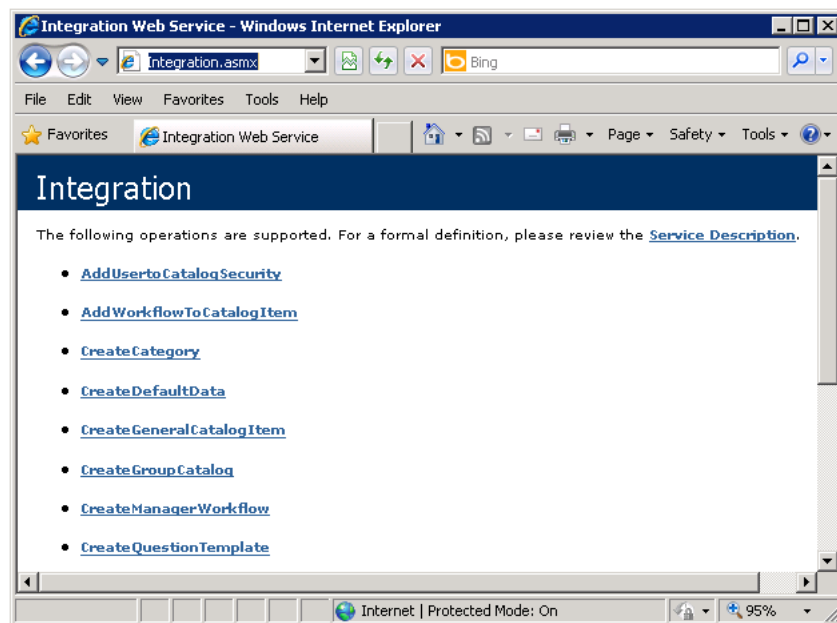 Integration Web Service - Windows Internet Explorer
Integration.asmx
Bing
File Edit View Favorites Tools Help
Favorites Integration Web Service Page Safety Tools
Integration
The following operations are supported. For a formal definition, please review the Service Description.
AddUsertoCatalogSecurity
AddWorkflowToCatalogItem
CreateCategory
CreateDefaultData
CreateGeneralCatalogItem
CreateGroupCatalog
CreateManagerWorkflow
CreateQuestionTemplate
Internet | Protected Mode: On 95%